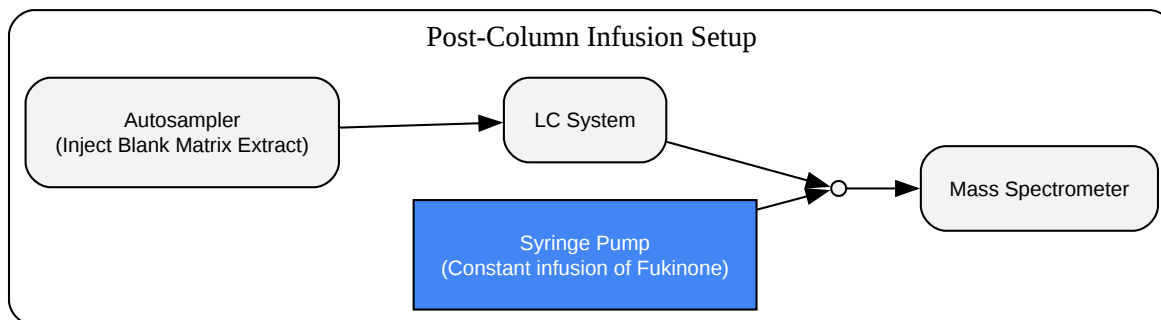 Post-Column Infusion Setup
Autosampler
(Inject Blank Matrix Extract)
LC System
Syringe Pump
(Constant infusion of Fukinone)
Mass Spectrometer